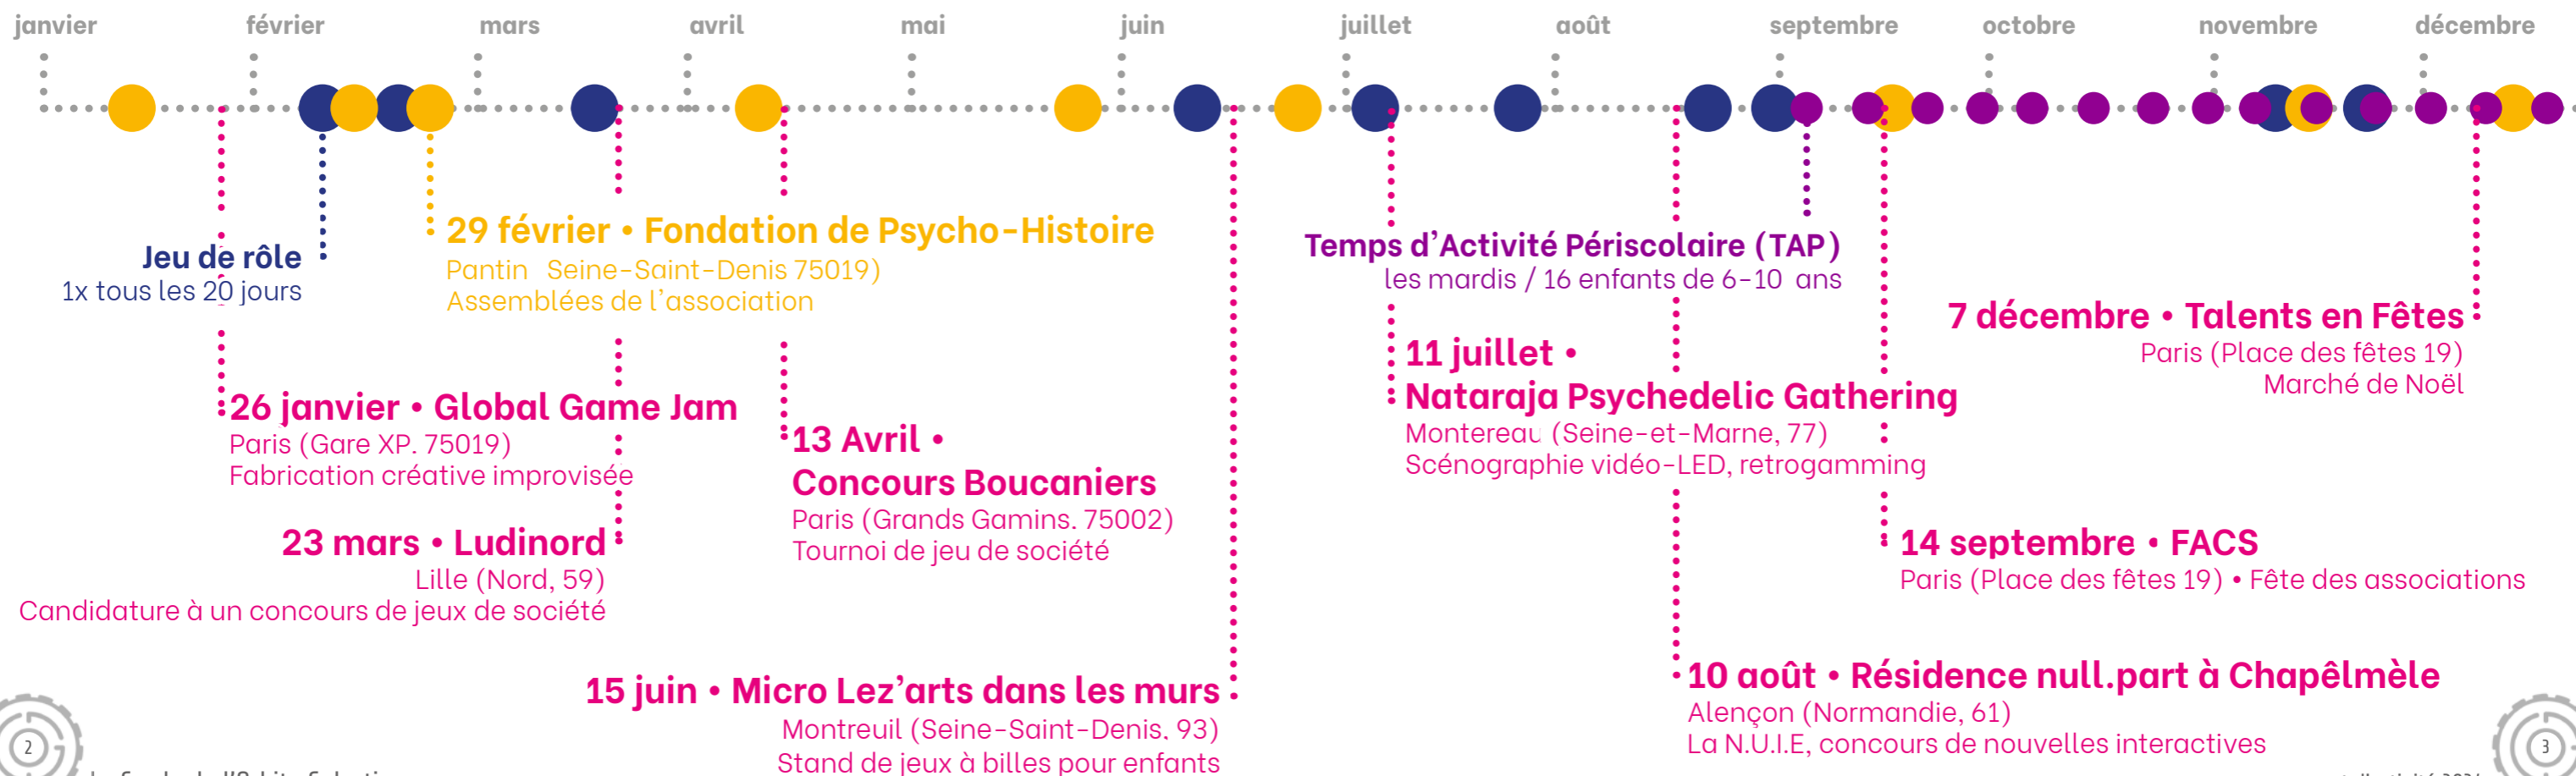 janvier février mars avril mai juin juillet août septembre octobre novembre décembre
Jeu de rôle
1x tous les 20 jours
29 février • Fondation de Psycho-Histoire
Pantin Seine-Saint-Denis 75019)
Assemblées de l'association
Temps d'Activité Périscolaire (TAP)
les mardis / 16 enfants de 6-10 ans
7 décembre • Talents en Fêtes
Paris (Place des fêtes 19)
Marché de Noël
26 janvier • Global Game Jam
Paris (Gare XP. 75019)
Fabrication créative improvisée
13 Avril •
Concours Boucaniers
Paris (Grands Gamins. 75002)
Tournoi de jeu de société
11 juillet •
Nataraja Psychedelic Gathering
Montereau (Seine-et-Marne, 77)
Scénographie vidéo-LED, retrogamming
23 mars • Ludinord
Lille (Nord, 59)
Candidature à un concours de jeux de société
14 septembre • FACS
Paris (Place des fêtes 19) • Fête des associations
15 juin • Micro Lez'arts dans les murs
Montreuil (Seine-Saint-Denis. 93)
Stand de jeux à billes pour enfants
10 août • Résidence null.part à Chapêlmèle
Alençon (Normandie, 61)
La N.U.I.E, concours de nouvelles interactives
2
3